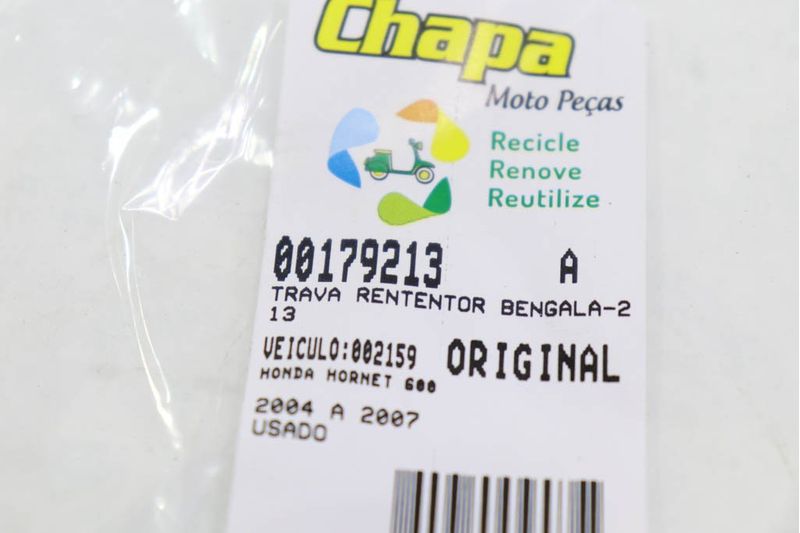 Chapa
Moto Peças
Recicle
Renove
Reutilize
00179213 A
TRAVA RENTENTOR BENGALA-2
13
VEICULO:002159 ORIGINAL
HONDA HORNET 600
2004 A 2007
USADO